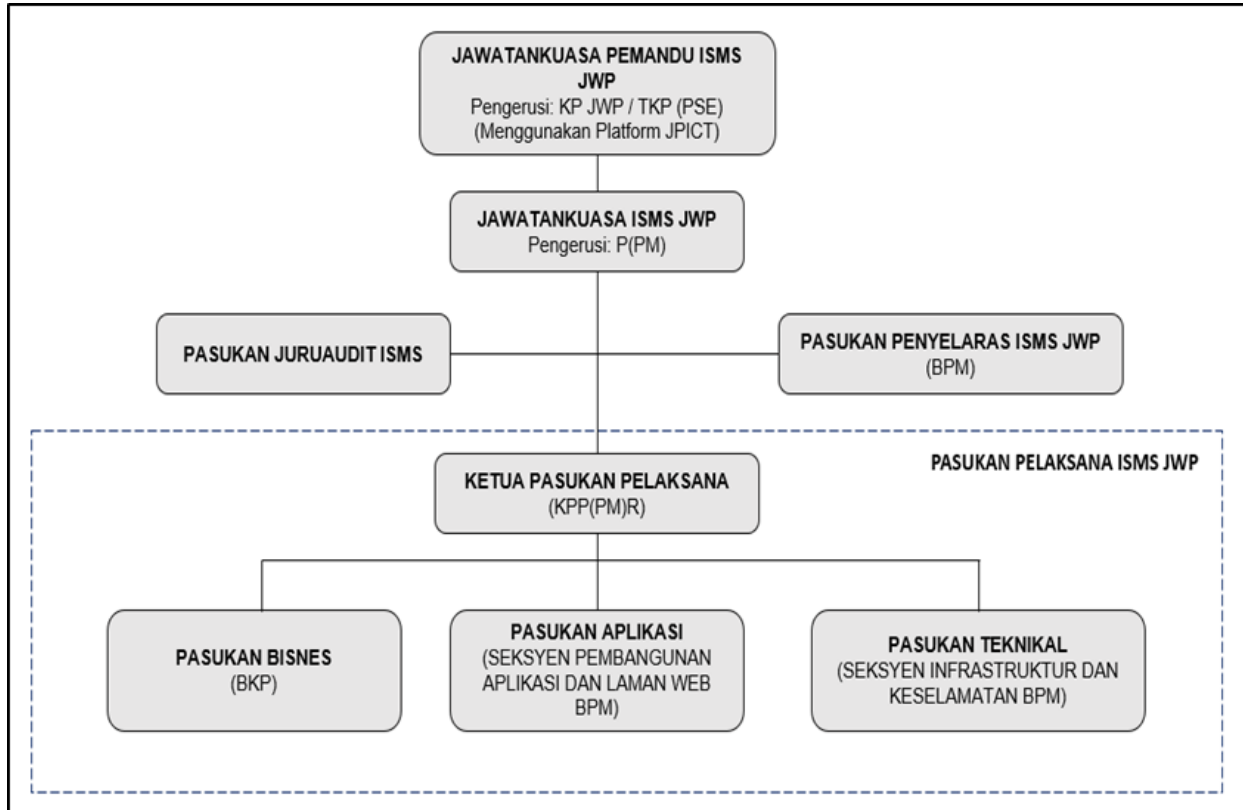 JAWATANKUASA PEMANDU ISMS
JWP
Pengerusi: KP JWP / TKP (PSE)
(Menggunakan Platform JPICT)
JAWATANKUASA ISMS JWP
Pengerusi: P(PM)
PASUKAN JURUAUDIT ISMS
PASUKAN PENYELARAS ISMS JWP
(BPM)
PASUKAN PELAKSANA ISMS JWP
KETUA PASUKAN PELAKSANA
(KPP(PM)R)
PASUKAN BISNES
(BKP)
PASUKAN APLIKASI
(SEKSYEN PEMBANGUNAN
APLIKASI DAN LAMAN WEB
BPM)
PASUKAN TEKNIKAL
(SEKSYEN INFRASTRUKTUR DAN
KESELAMATAN BPM)